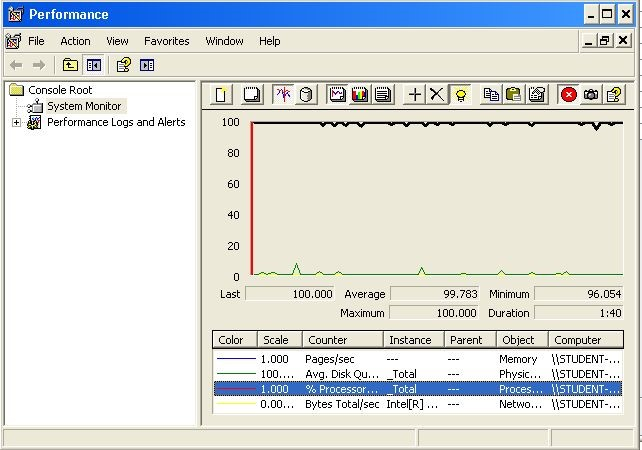 Performance
File Action View Favorites Window Help
Console Root
System Monitor
Performance Logs and Alerts
100
80
60
40
20
0
Last 100.000 Average 99.783 Minimum 96.054
Maximum 100.000 Duration 1:40
Color Scale Counter Instance Parent Object Computer
1.000 Pages/sec --- --- Memory \\STUDENT-...
100.... Avg. Disk Qu... _Total --- Physic... \\STUDENT-...
1.000 % Processor... _Total --- Proces... \\STUDENT-...
0.00... Bytes Total/sec Intel[R] ... --- Netwo... \\STUDENT-...